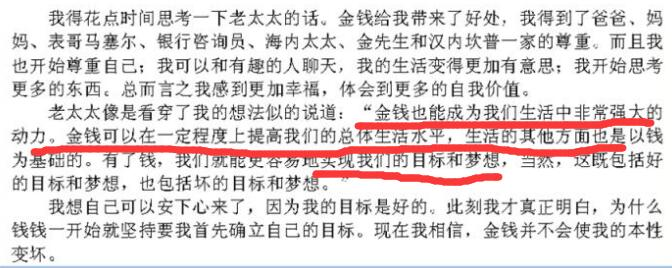 我得花点时间思考一下老太太的话。金钱给我带来了好处，我得到了爸爸、妈
妈、表哥马塞尔、银行咨询员、海内太太、金先生和汉内坎普一家的尊重。而且我
也开始尊重自己；我可以和有趣的人聊天，我的生活变得更加有意思；我开始思考
更多的东西。总而言之我感到更加幸福，体会到更多的自我价值。
老太太像是看穿了我的想法似的说道：“金钱也能成为我们生活中非常强大的
动力。金钱可以在一定程度上提高我们的总体生活水平，生活的其他方面也是以钱
为基础的。有了钱，我们就能更容易地实现我们的目标和梦想，当然，这既包括好
的目标和梦想，也包括坏的目标和梦想。”
我想自己可以安下心来了，因为我的目标是好的。此刻我才真正明白，为什么
钱钱一开始就坚持要我首先确立自己的目标。现在我相信，金钱并不会使我的本性
变坏。